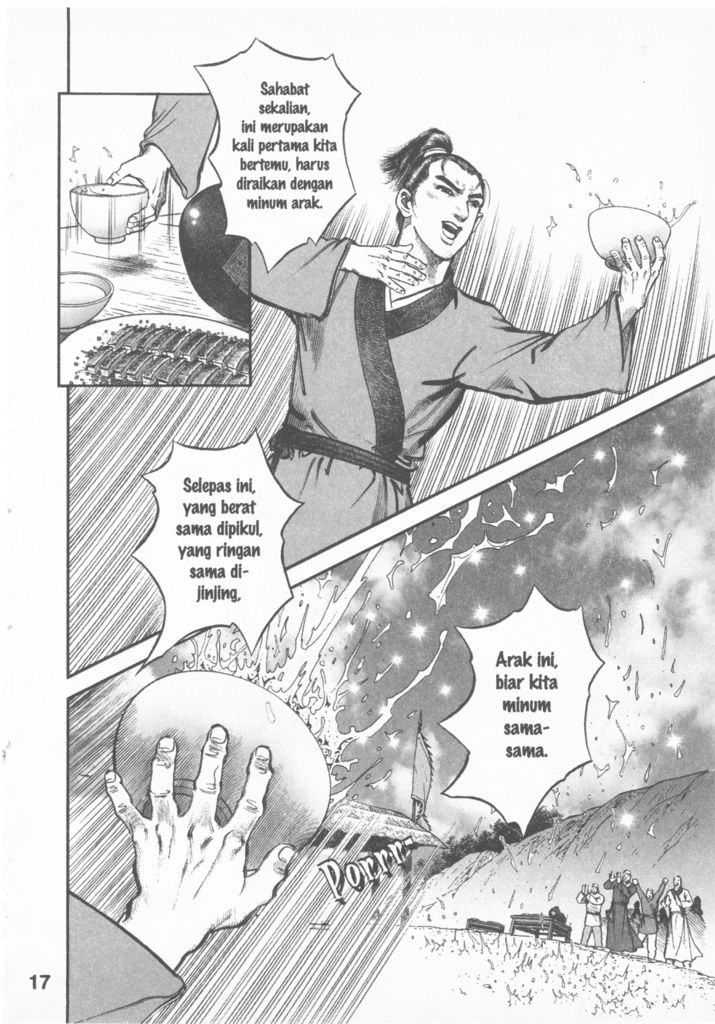 Sahabat
sekalian,
ini merupakan
kali pertama kita
bertemu, harus
diraikan dengan
minum arak.
Selepas ini,
yang berat
sama dipikul,
yang ringan
sama di-
jinjing,
Arak ini,
biar kita
minum
sama-
sama.
Porrr-
17